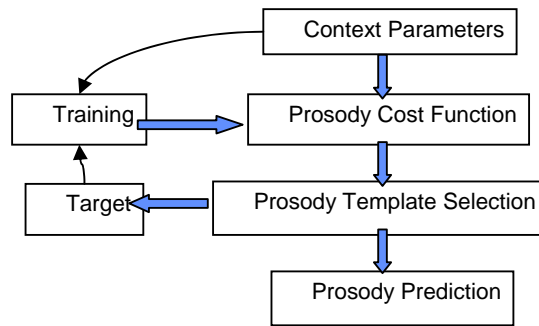 Context Parameters
Training
Prosody Cost Function
Target
Prosody Template Selection
Prosody Prediction